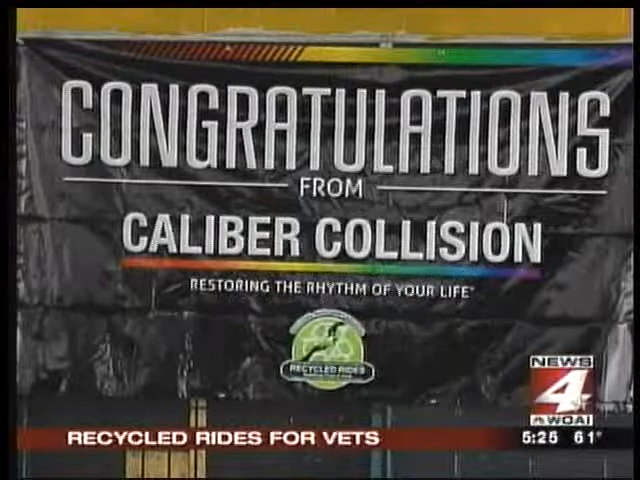 CONGRATULATIONS
FROM
CALIBER COLLISION
RESTORING THE RHYTHM OF YOUR LIFE
RECYCLED RIDES
NEWS
4
WOAI
RECYCLED RIDES FOR VETS
5:25 61°